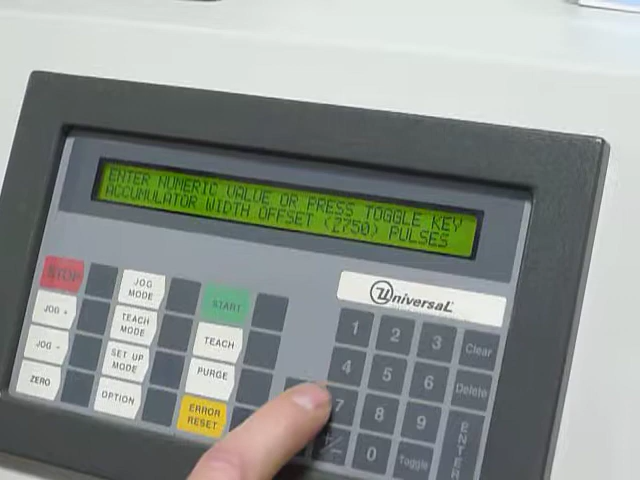 ENTER NUMERIC VALUE OR PRESS TOGGLE KEY
ACCUMULATOR WIDTH OFFSET (2750) PULSES
STOP
JOG MODE
START
JOG +
TEACH MODE
TEACH
JOG -
SET UP MODE
PURGE
ZERO
OPTION
ERROR RESET
Universal
1 2 3 Clear
4 5 6 Delete
7 8 9 ENTER
+/- 0 Toggle